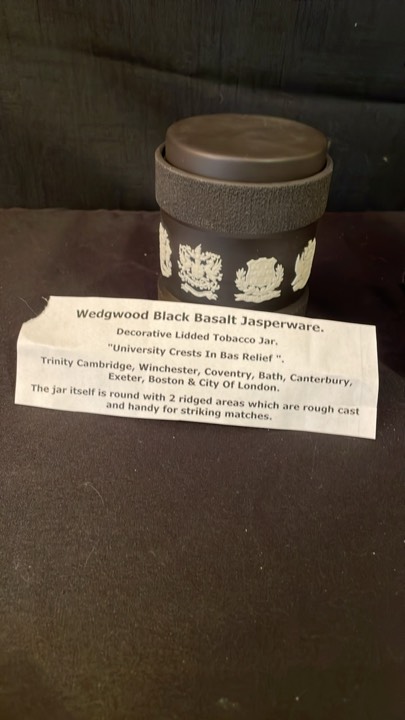 Wedgwood Black Basalt Jasperware.
Decorative Lidded Tobacco Jar.
"University Crests In Bas Relief ".
Trinity Cambridge, Winchester, Coventry, Bath, Canterbury,
Exeter, Boston & City Of London.
The jar itself is round with 2 ridged areas which are rough cast
and handy for striking matches.